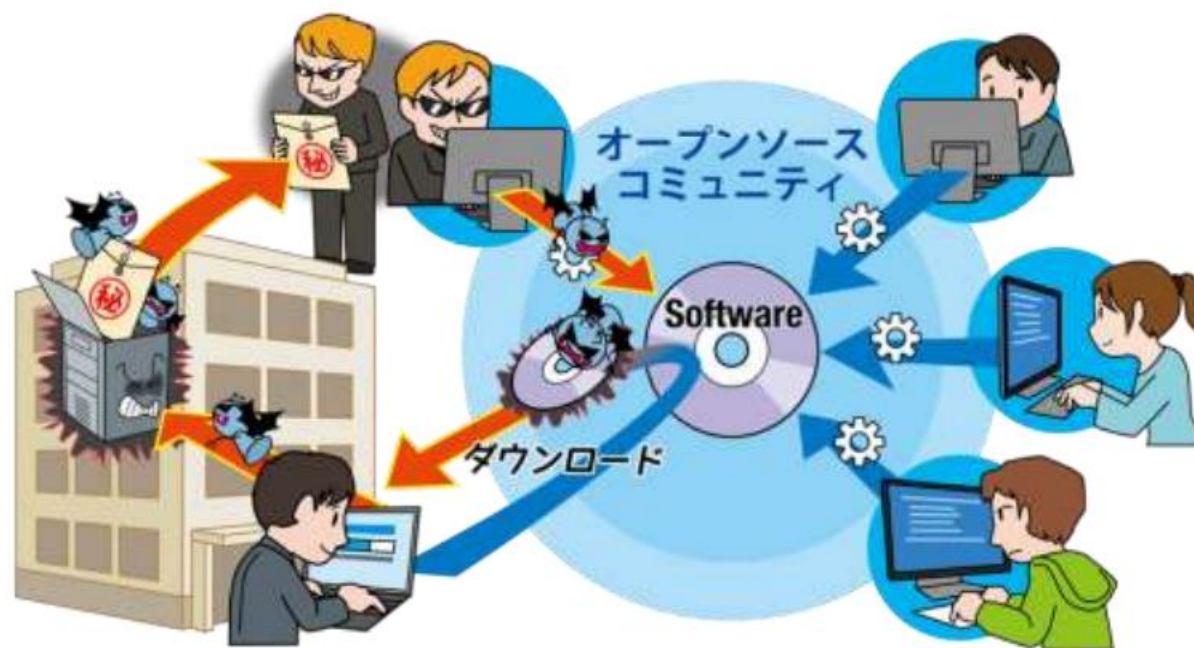 オープンソース
コミュニティ
秘
秘
Software
ダウンロード